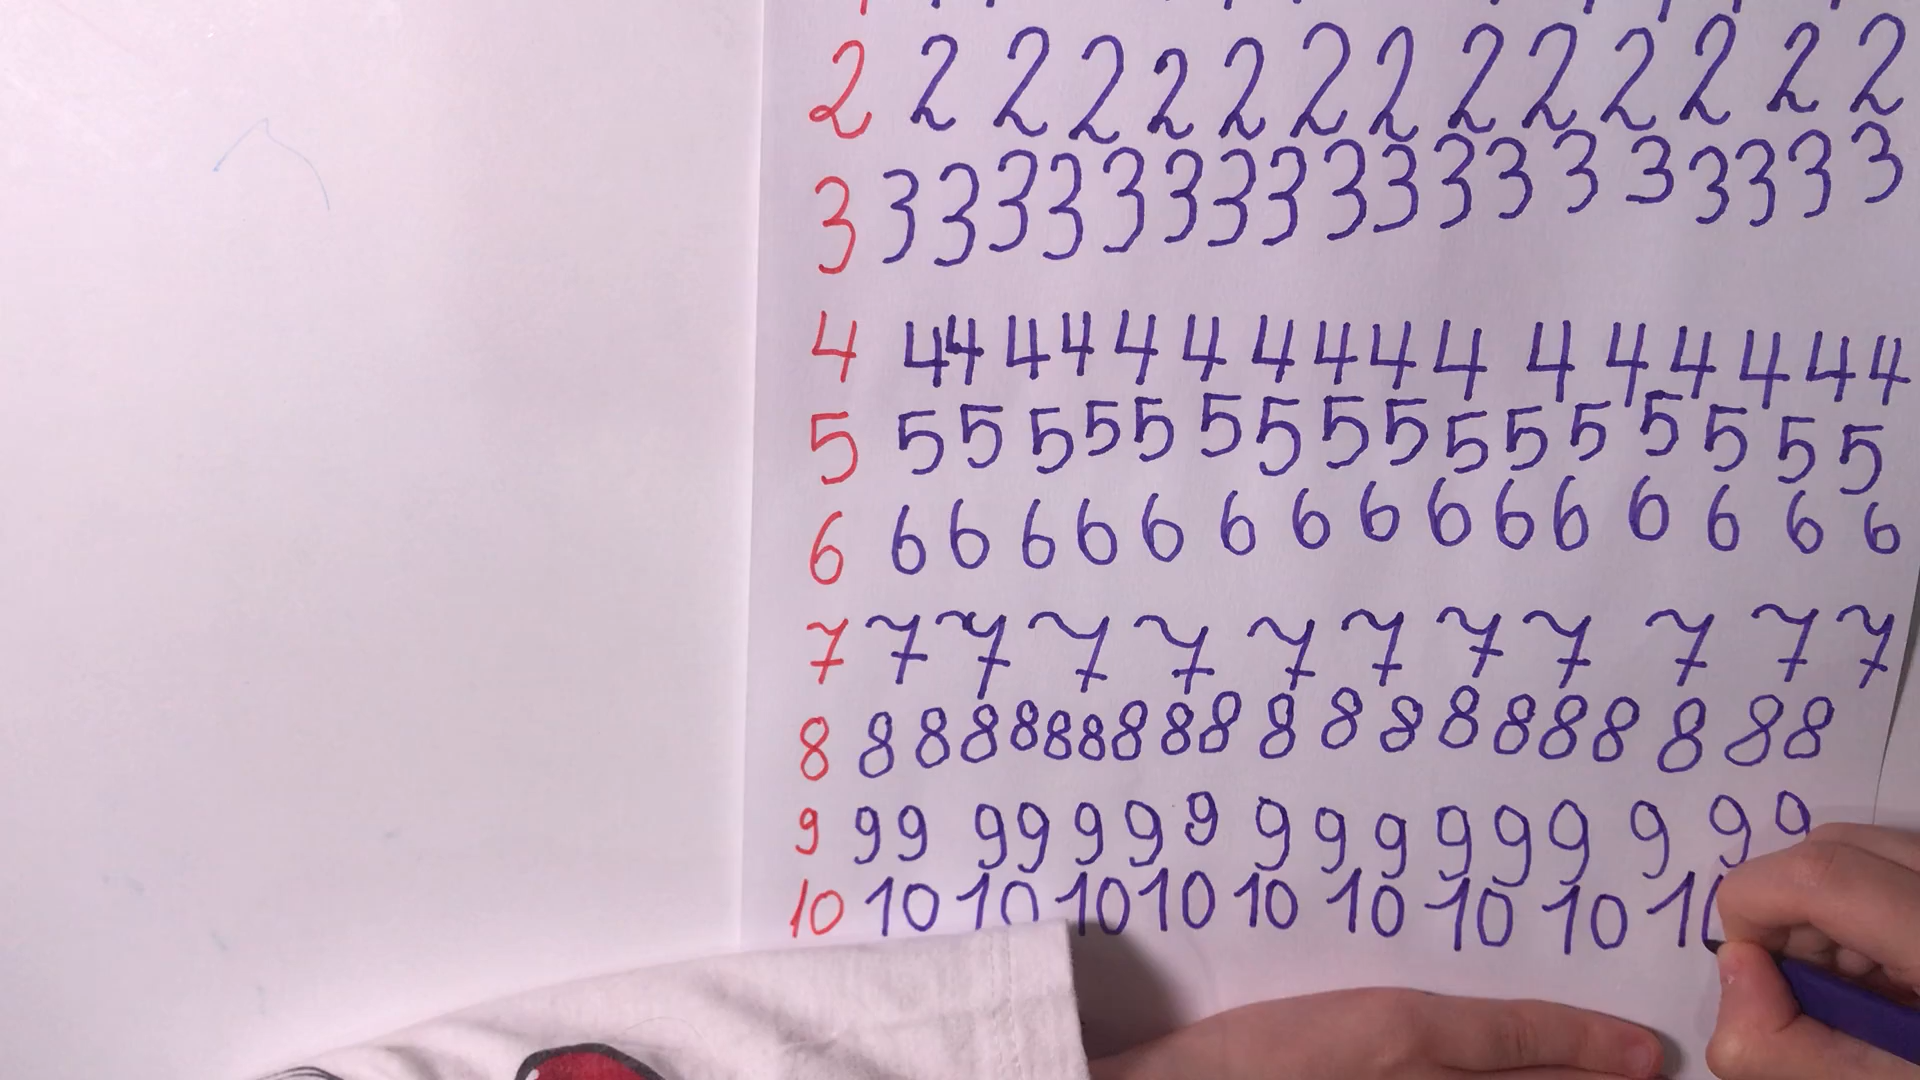 2 2 2 2 2 2 2 2 2 2 2 2 2 2
3 3 3 3 3 3 3 3 3 3 3 3 3 3 3 3 3 3 3
4 4 4 4 4 4 4 4 4 4 4 4 4 4 4 4 4
5 5 5 5 5 5 5 5 5 5 5 5 5 5 5 5 5
6 6 6 6 6 6 6 6 6 6 6 6 6 6 6 6
7 7 7 7 7 7 7 7 7 7 7 7
8 8 8 8 8 8 8 8 8 8 8 8 8 8 8 8 8 8 8 8
9 9 9 9 9 9 9 9 9 9 9 9 9 9 9 9 9
10 10 10 10 10 10 10 10 10 10